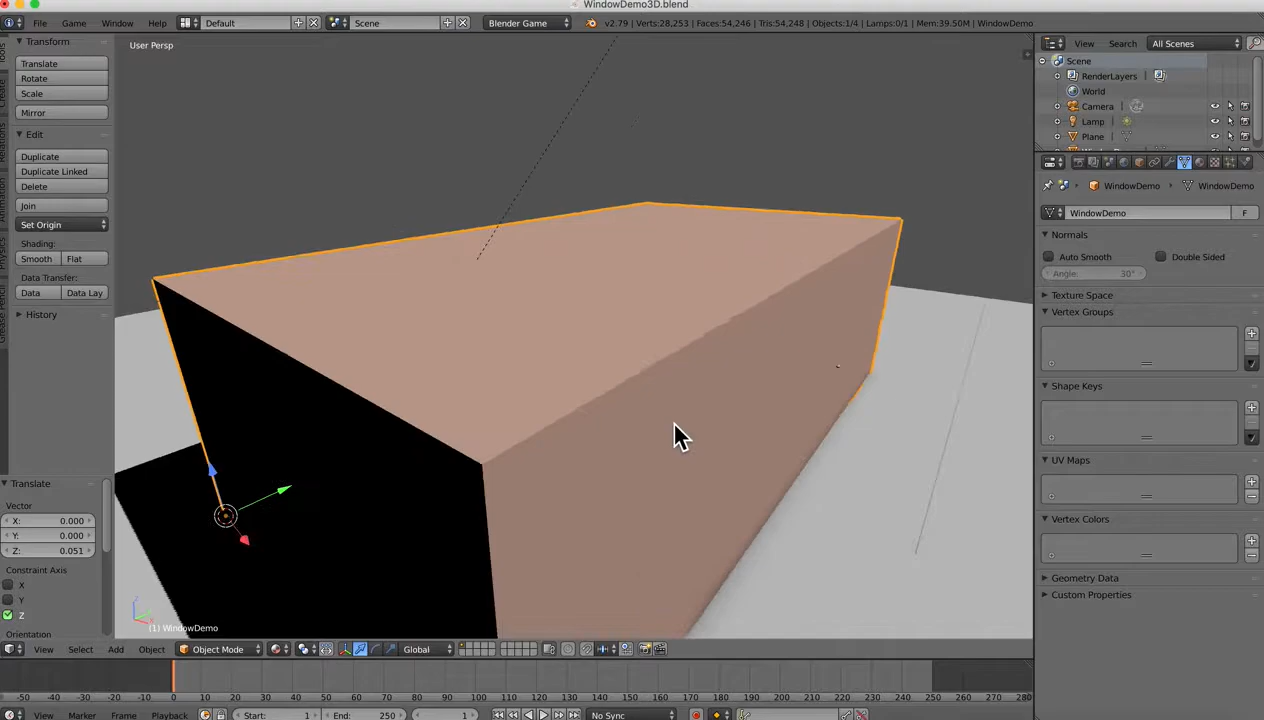 WindowDemo3D.blend
File Game Window Help Default Scene Blender Game v2.79 | Verts:28,253 | Faces:54,246 | Tris:54,248 | Objects:1/4 | Lamps:0/1 | Mem:39.50M | WindowDemo
Transform
Translate
Rotate
Scale
Mirror
Edit
Duplicate
Duplicate Linked
Delete
Join
Set Origin
Shading:
Smooth Flat
Data Transfer:
Data Data Lay
History
Tools
Create
Relations
Animation
Physics
Grease Pencil
Translate
Vector
X: 0.000
Y: 0.000
Z: 0.051
Constraint Axis
X
Y
Z
Orientation
User Persp
(1) WindowDemo
View Select Add Object Object Mode Global
-50 -40 -30 -20 -10 0 10 20 30 40 50 60 70 80 90 100 110 120 130 140 150 160 170 180 190 200 210 220 230 240 250 260 270 280
View Marker Frame Playback Start: 1 End: 250 1 No Sync
View Search All Scenes
Scene
RenderLayers
World
Camera
Lamp
Plane
WindowDemo WindowDemo
WindowDemo F
Normals
Auto Smooth Double Sided
Angle: 30°
Texture Space
Vertex Groups
Shape Keys
UV Maps
Vertex Colors
Geometry Data
Custom Properties